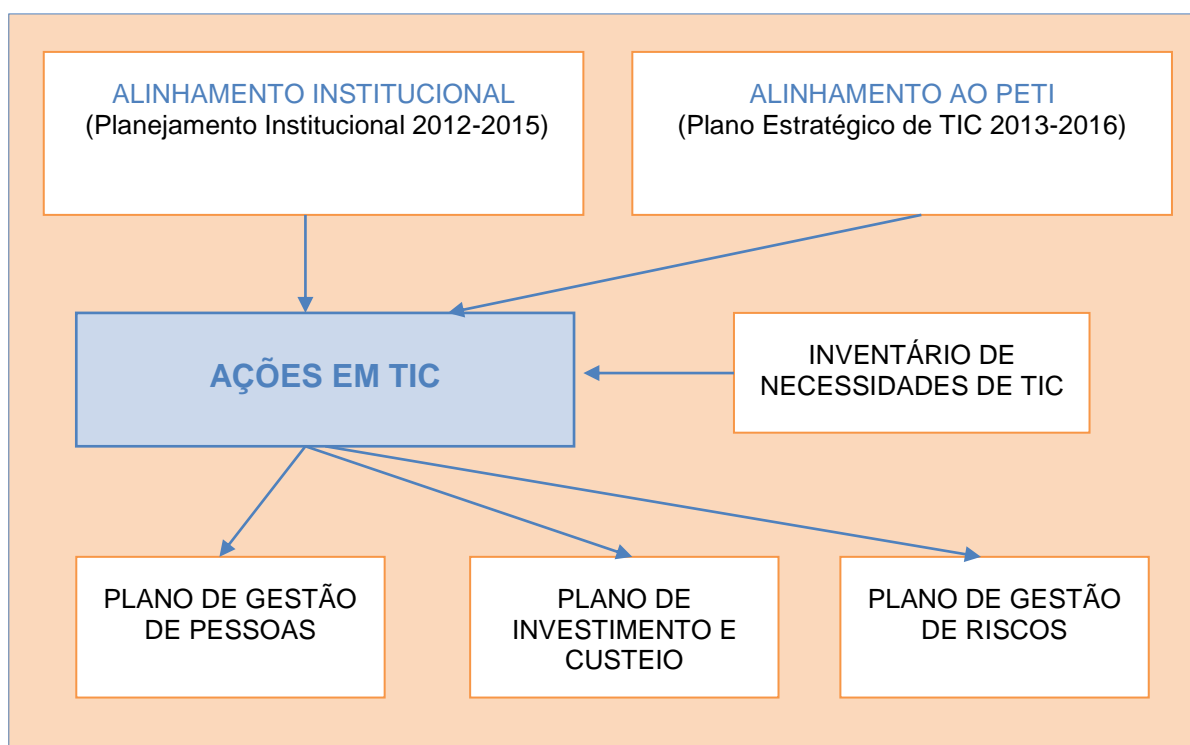 ALINHAMENTO INSTITUCIONAL
(Planejamento Institucional 2012-2015)
ALINHAMENTO AO PETI
(Plano Estratégico de TIC 2013-2016)
AÇÕES EM TIC
INVENTÁRIO DE
NECESSIDADES DE TIC
PLANO DE GESTÃO
DE PESSOAS
PLANO DE
INVESTIMENTO E
CUSTEIO
PLANO DE GESTÃO
DE RISCOS